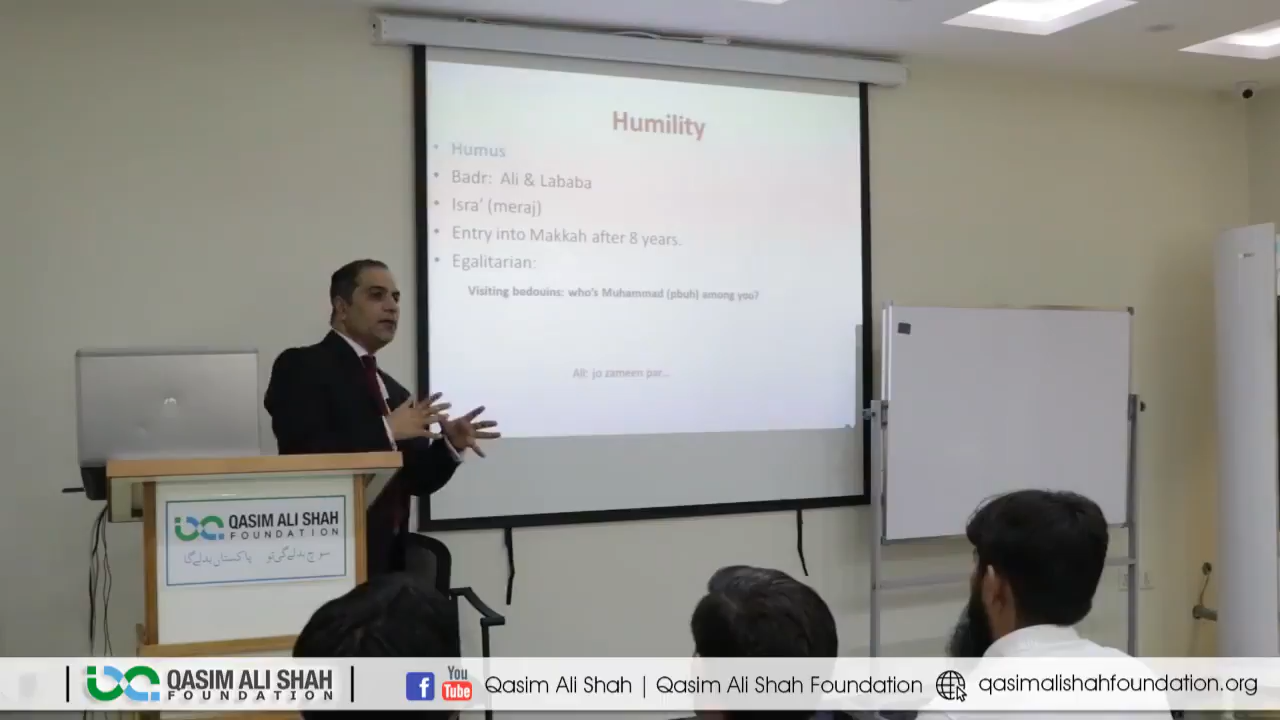 Humility
• Humus
• Badr: Ali & Lababa
• Isra' (meraj)
• Entry into Makkah after 8 years.
• Egalitarian:
Visiting bedouins: who's Muhammad (pbuh) among you?
Ali: jo zameen par...
QASIM ALI SHAH
FOUNDATION
سوچ بدلے گی تو پاکستان بدلے گا
QASIM ALI SHAH
FOUNDATION
f
You
Tube
Qasim Ali Shah | Qasim Ali Shah Foundation
qasimalishahfoundation.org